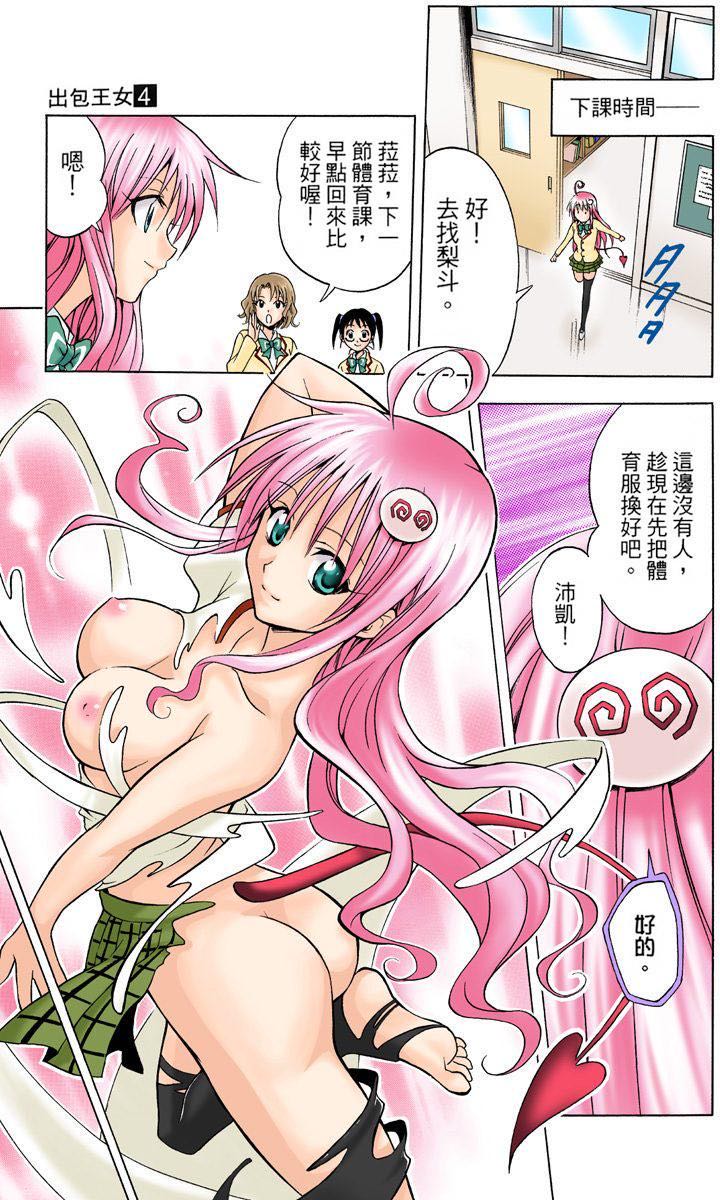 下課時間——
好！
去找梨斗。
タタタ
出包王女4
菈菈，下一
節體育課，
早點回來比
較好喔！
嗯！
這邊沒有人，
趁現在先把體
育服換好吧。
沛凱！
好的。